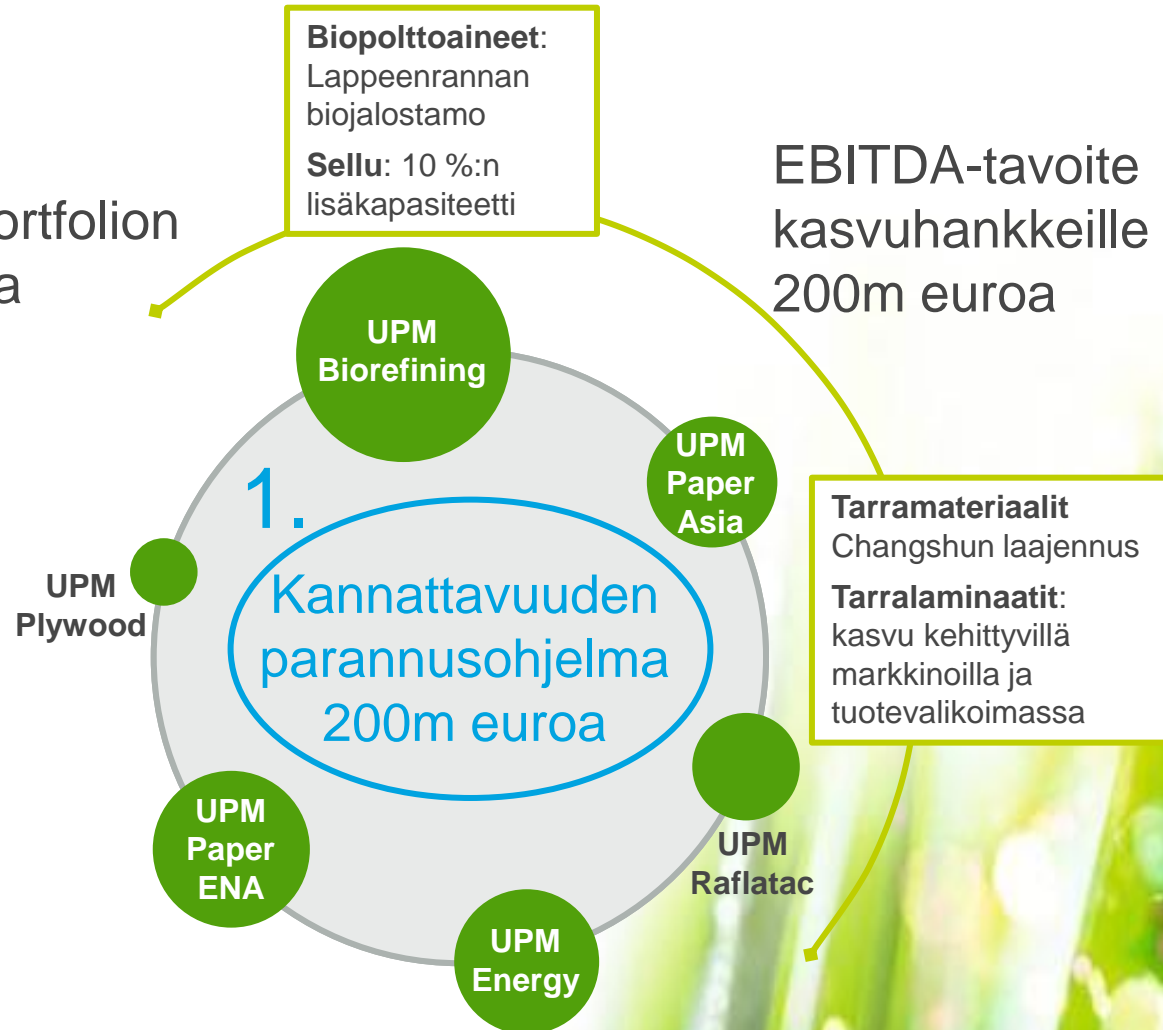 Biopolttoaineet:
Lappeenrannan
biojalostamo
Sellu: 10 %:n
lisäkapasiteetti
EBITDA-tavoite
kasvuhankkeille
200m euroa
UPM
Biorefining
UPM
Paper
Asia
1.
Kannattavuuden
parannusohjelma
200m euroa
Tarramateriaalit
Changshun laajennus
Tarralaminaatit:
kasvu kehittyvillä
markkinoilla ja
tuotevalikoimassa
UPM
Plywood
UPM
Paper
ENA
UPM
Raflatac
UPM
Energy